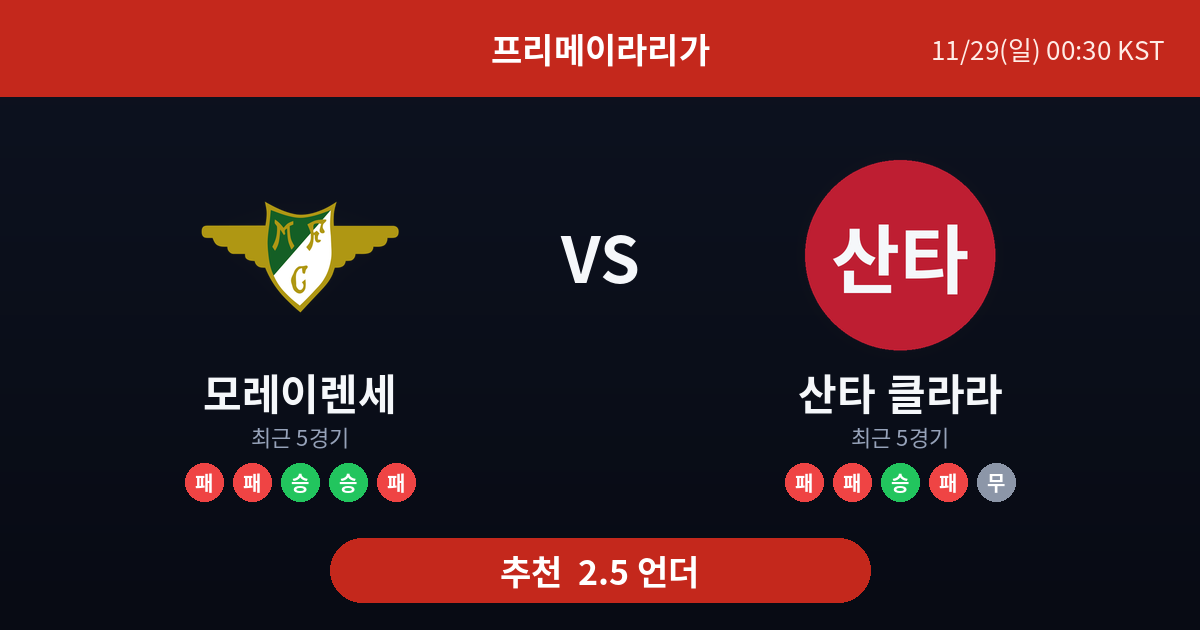 프리메이라리가
11/29(일) 00:30 KST
M F
C
VS
산타
모레이렌세
산타 클라라
최근 5경기
최근 5경기
패 패 승 승 패
패 패 승 패 무
추천 2.5 언더